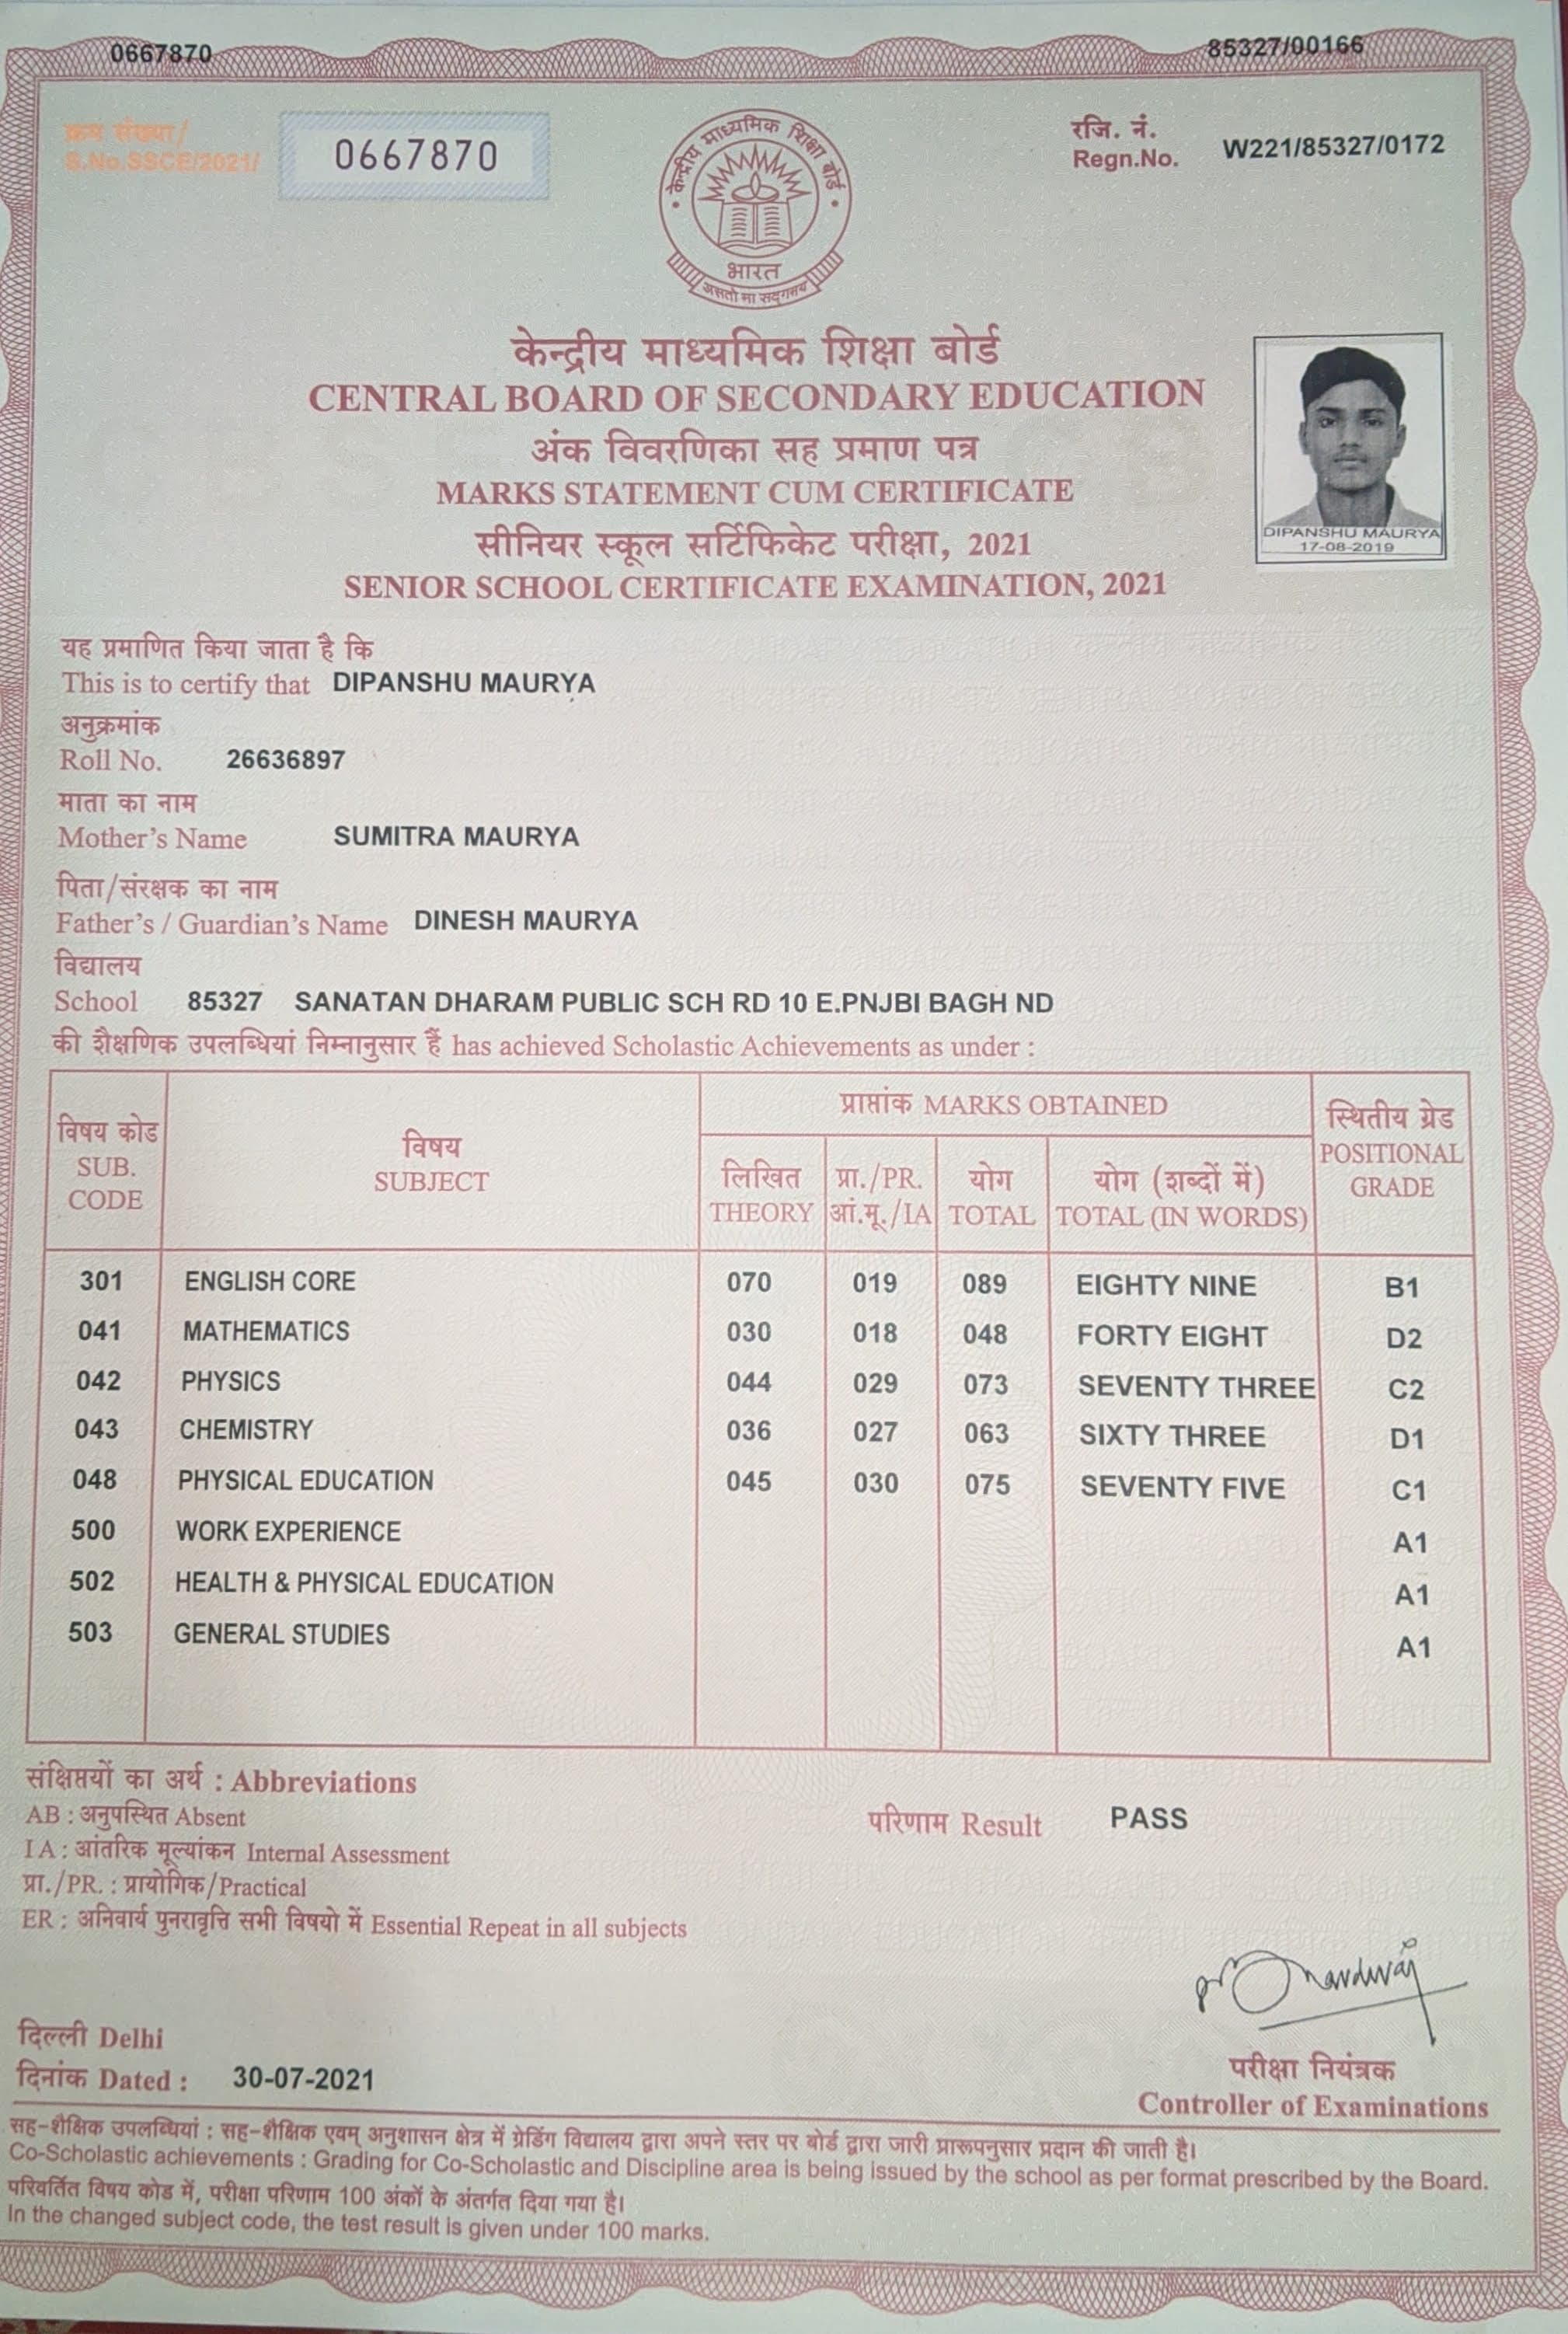 0667870
85327/00166
क्रम संख्या/
S.No.SSCE/2021/
0667870
केन्द्रीय माध्यमिक शिक्षा बोर्ड
भारत
असतो मा सद्गमय
रजि. नं.
Regn.No. W221/85327/0172
केन्द्रीय माध्यमिक शिक्षा बोर्ड
CENTRAL BOARD OF SECONDARY EDUCATION
अंक विवरणिका सह प्रमाण पत्र
MARKS STATEMENT CUM CERTIFICATE
सीनियर स्कूल सर्टिफिकेट परीक्षा, 2021
SENIOR SCHOOL CERTIFICATE EXAMINATION, 2021
DIPANSHU MAURYA
17-08-2019
यह प्रमाणित किया जाता है कि
This is to certify that DIPANSHU MAURYA
अनुक्रमांक
Roll No. 26636897
माता का नाम
Mother's Name SUMITRA MAURYA
पिता/संरक्षक का नाम
Father's / Guardian's Name DINESH MAURYA
विद्यालय
School 85327 SANATAN DHARAM PUBLIC SCH RD 10 E.PNJBI BAGH ND
की शैक्षणिक उपलब्धियां निम्नानुसार हैं has achieved Scholastic Achievements as under :
विषय कोड
SUB.
CODE
विषय
SUBJECT
प्राप्तांक MARKS OBTAINED
लिखित
THEORY
प्रा./PR.
आं.मू./IA
योग
TOTAL
योग (शब्दों में)
TOTAL (IN WORDS)
स्थितीय ग्रेड
POSITIONAL
GRADE
301 ENGLISH CORE 070 019 089 EIGHTY NINE B1
041 MATHEMATICS 030 018 048 FORTY EIGHT D2
042 PHYSICS 044 029 073 SEVENTY THREE C2
043 CHEMISTRY 036 027 063 SIXTY THREE D1
048 PHYSICAL EDUCATION 045 030 075 SEVENTY FIVE C1
500 WORK EXPERIENCE A1
502 HEALTH & PHYSICAL EDUCATION A1
503 GENERAL STUDIES A1
संक्षिप्तयों का अर्थ : Abbreviations
AB : अनुपस्थित Absent
I A : आंतरिक मूल्यांकन Internal Assessment
प्रा./PR. : प्रायोगिक/Practical
ER : अनिवार्य पुनरावृत्ति सभी विषयो में Essential Repeat in all subjects
परिणाम Result PASS
दिल्ली Delhi
दिनांक Dated : 30-07-2021
परीक्षा नियंत्रक
Controller of Examinations
सह-शैक्षिक उपलब्धियां : सह-शैक्षिक एवम् अनुशासन क्षेत्र में ग्रेडिंग विद्यालय द्वारा अपने स्तर पर बोर्ड द्वारा जारी प्रारूपनुसार प्रदान की जाती है।
Co-Scholastic achievements : Grading for Co-Scholastic and Discipline area is being issued by the school as per format prescribed by the Board.
परिवर्तित विषय कोड में, परीक्षा परिणाम 100 अंकों के अंतर्गत दिया गया है।
In the changed subject code, the test result is given under 100 marks.